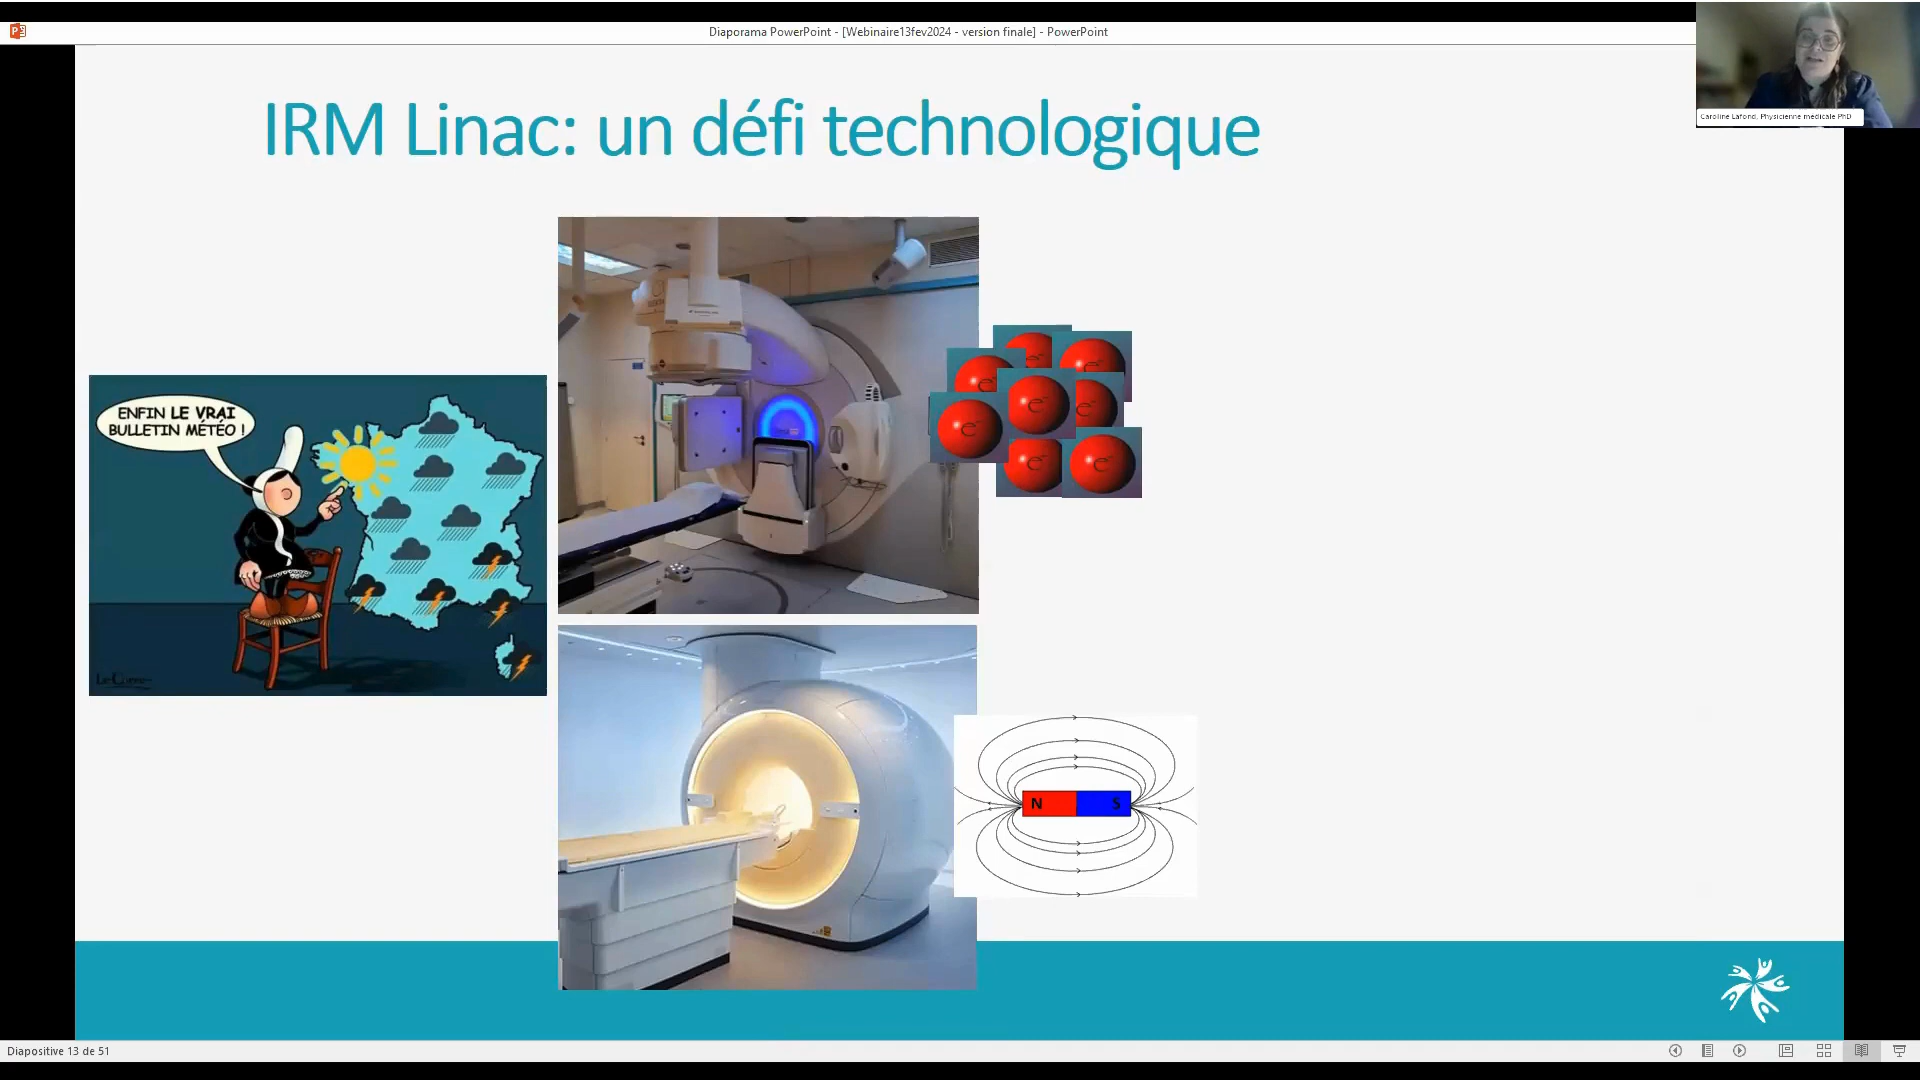 Diaporama PowerPoint - [Webinaire13fev2024 - version finale] - PowerPoint
Caroline Lafond, Physicienne médicale PhD
IRM Linac: un défi technologique
ENFIN LE VRAI
BULLETIN MÉTÉO !
e-
e-
e-
e-
e-
e-
e-
e-
N
S
Diapositive 13 de 51